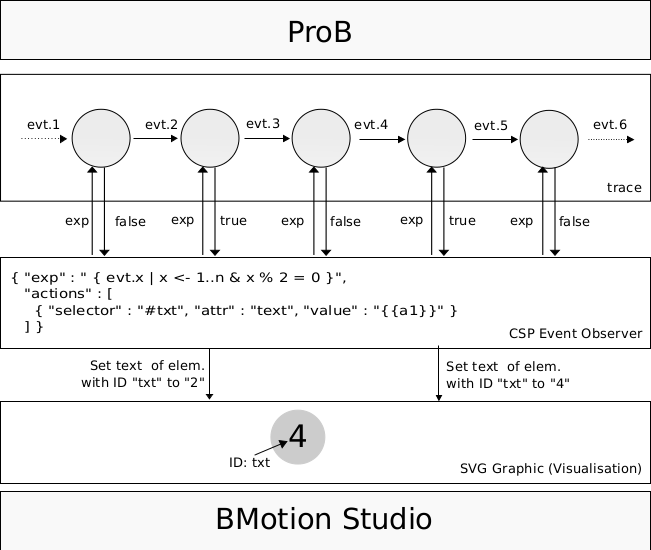 ProB
evt.1 evt.2 evt.3 evt.4 evt.5 evt.6
trace
exp false exp true exp false exp true exp false
{ "exp" : " { evt.x | x <- 1..n & x % 2 = 0 }",
"actions" : [
{ "selector" : "#txt", "attr" : "text", "value" : "{{a1}}" }
] }
CSP Event Observer
Set text of elem.
with ID "txt" to "2"
Set text of elem.
with ID "txt" to "4"
4
ID: txt
SVG Graphic (Visualisation)
BMotion Studio